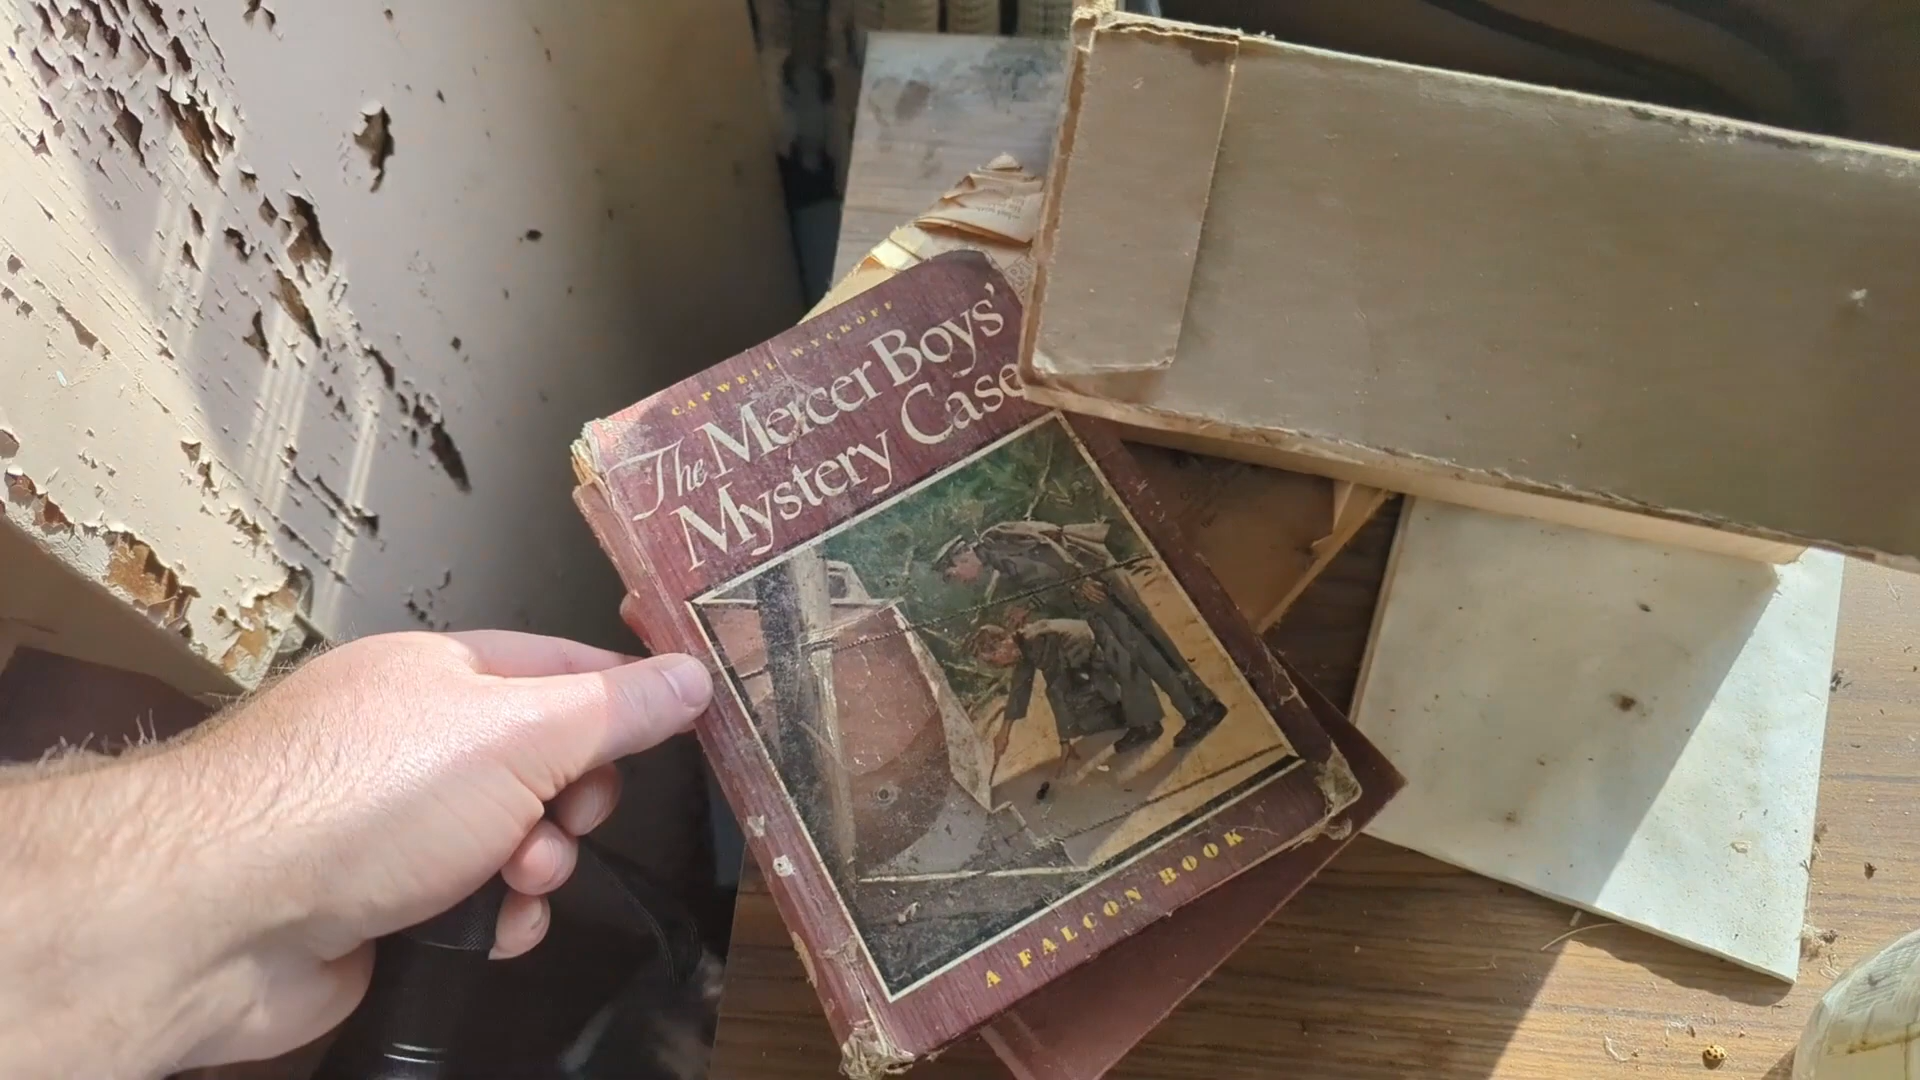 CAPWELL WYCKOFF
The Mercer Boys'
Mystery Case
A FALCON BOOK